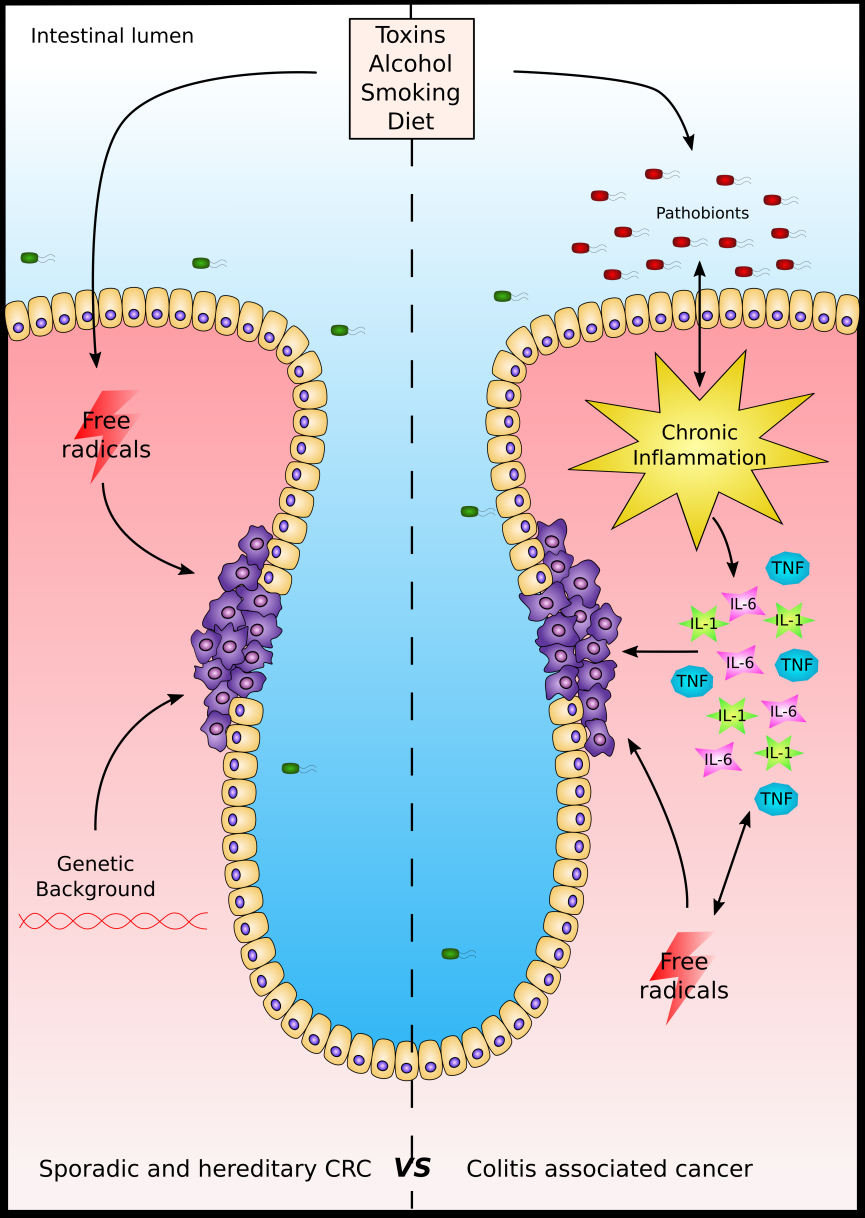 Intestinal lumen
Toxins
Alcohol
Smoking
Diet
Pathobionts
Free
radicals
Chronic
Inflammation
TNF
IL-6
IL-1
IL-1
IL-6
TNF
TNF
IL-1
IL-6
IL-6
IL-1
TNF
Genetic
Background
Free
radicals
Sporadic and hereditary CRC VS Colitis associated cancer